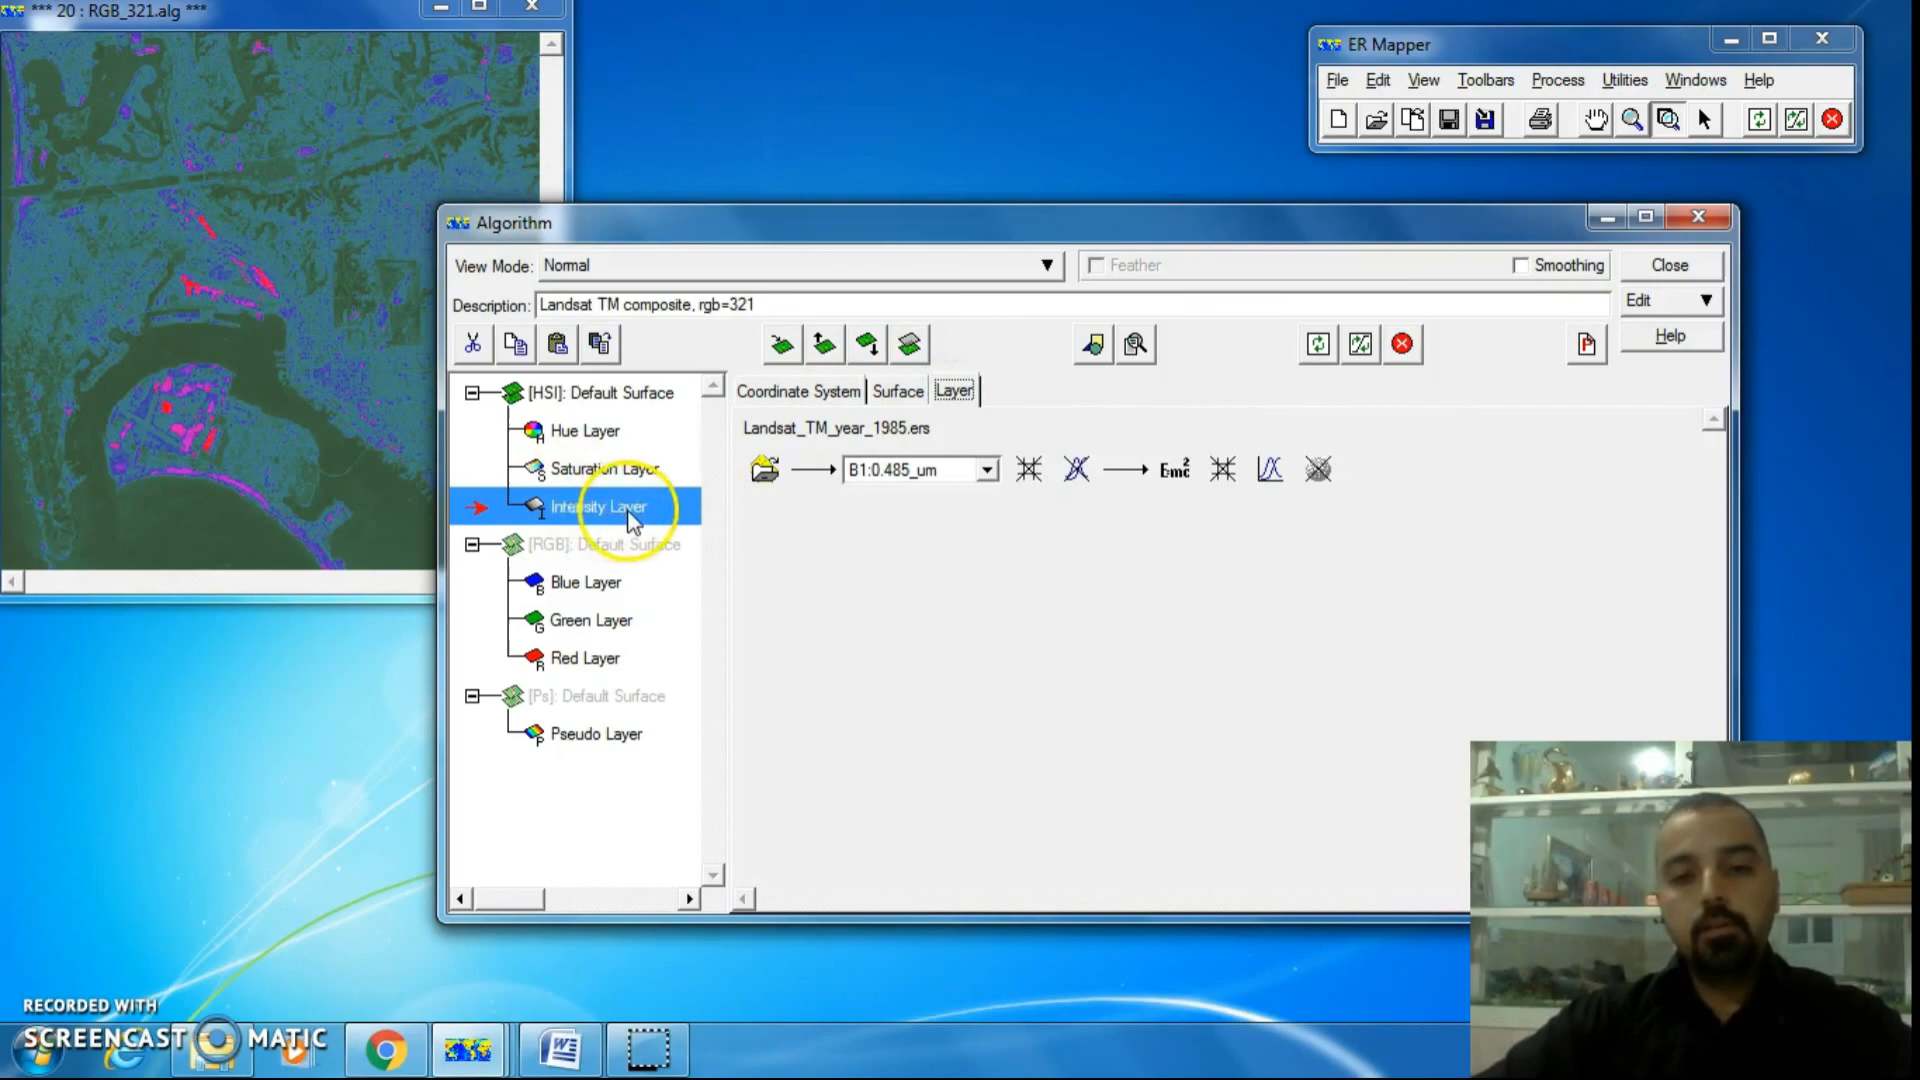 *** 20 : RGB_321.alg ***
ER Mapper
File Edit View Toolbars Process Utilities Windows Help
Algorithm
View Mode: Normal
Feather
Smoothing
Close
Description: Landsat TM composite, rgb=321
Edit
Help
[HSI]: Default Surface
Hue Layer
Saturation Layer
Intensity Layer
[RGB]: Default Surface
Blue Layer
Green Layer
Red Layer
[Ps]: Default Surface
Pseudo Layer
Coordinate System Surface Layer
Landsat_TM_year_1985.ers
B1:0.485_um
Emc2
RECORDED WITH
SCREENCAST MATIC